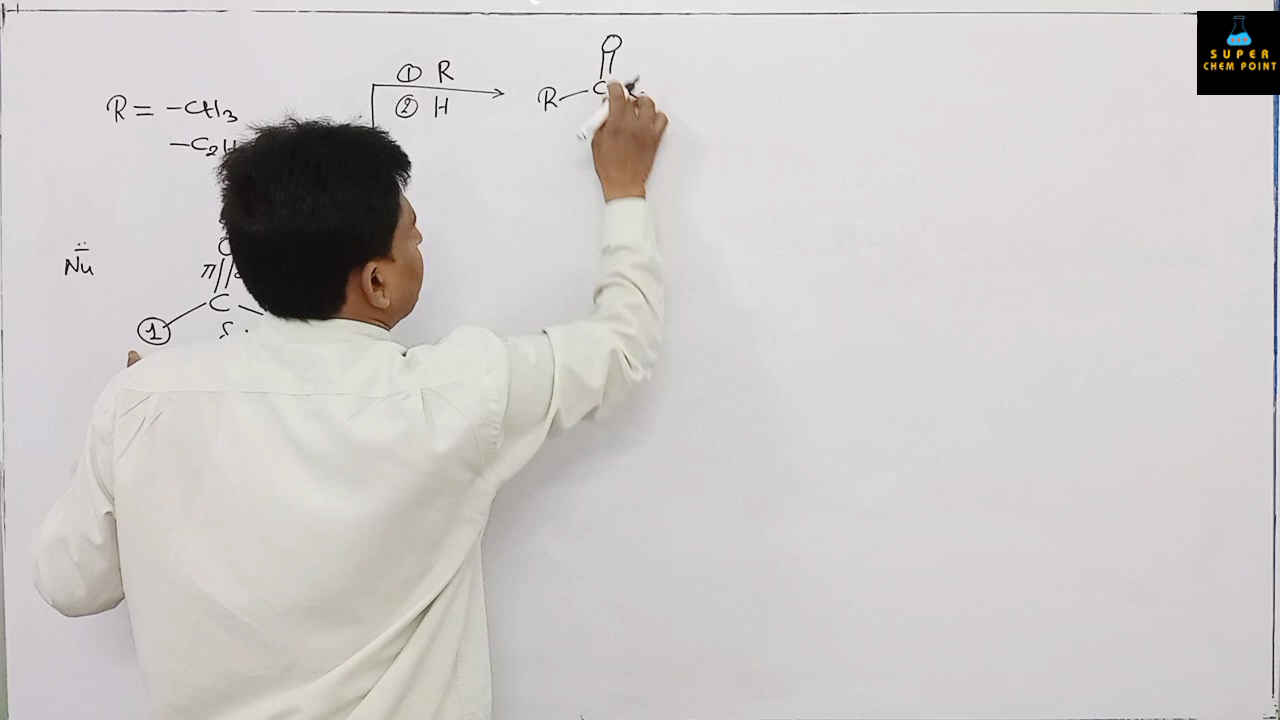 SUPER
CHEM POINT
① R
② H
O
R — C
R = —CH3
—C2H
Nu
π
C
①